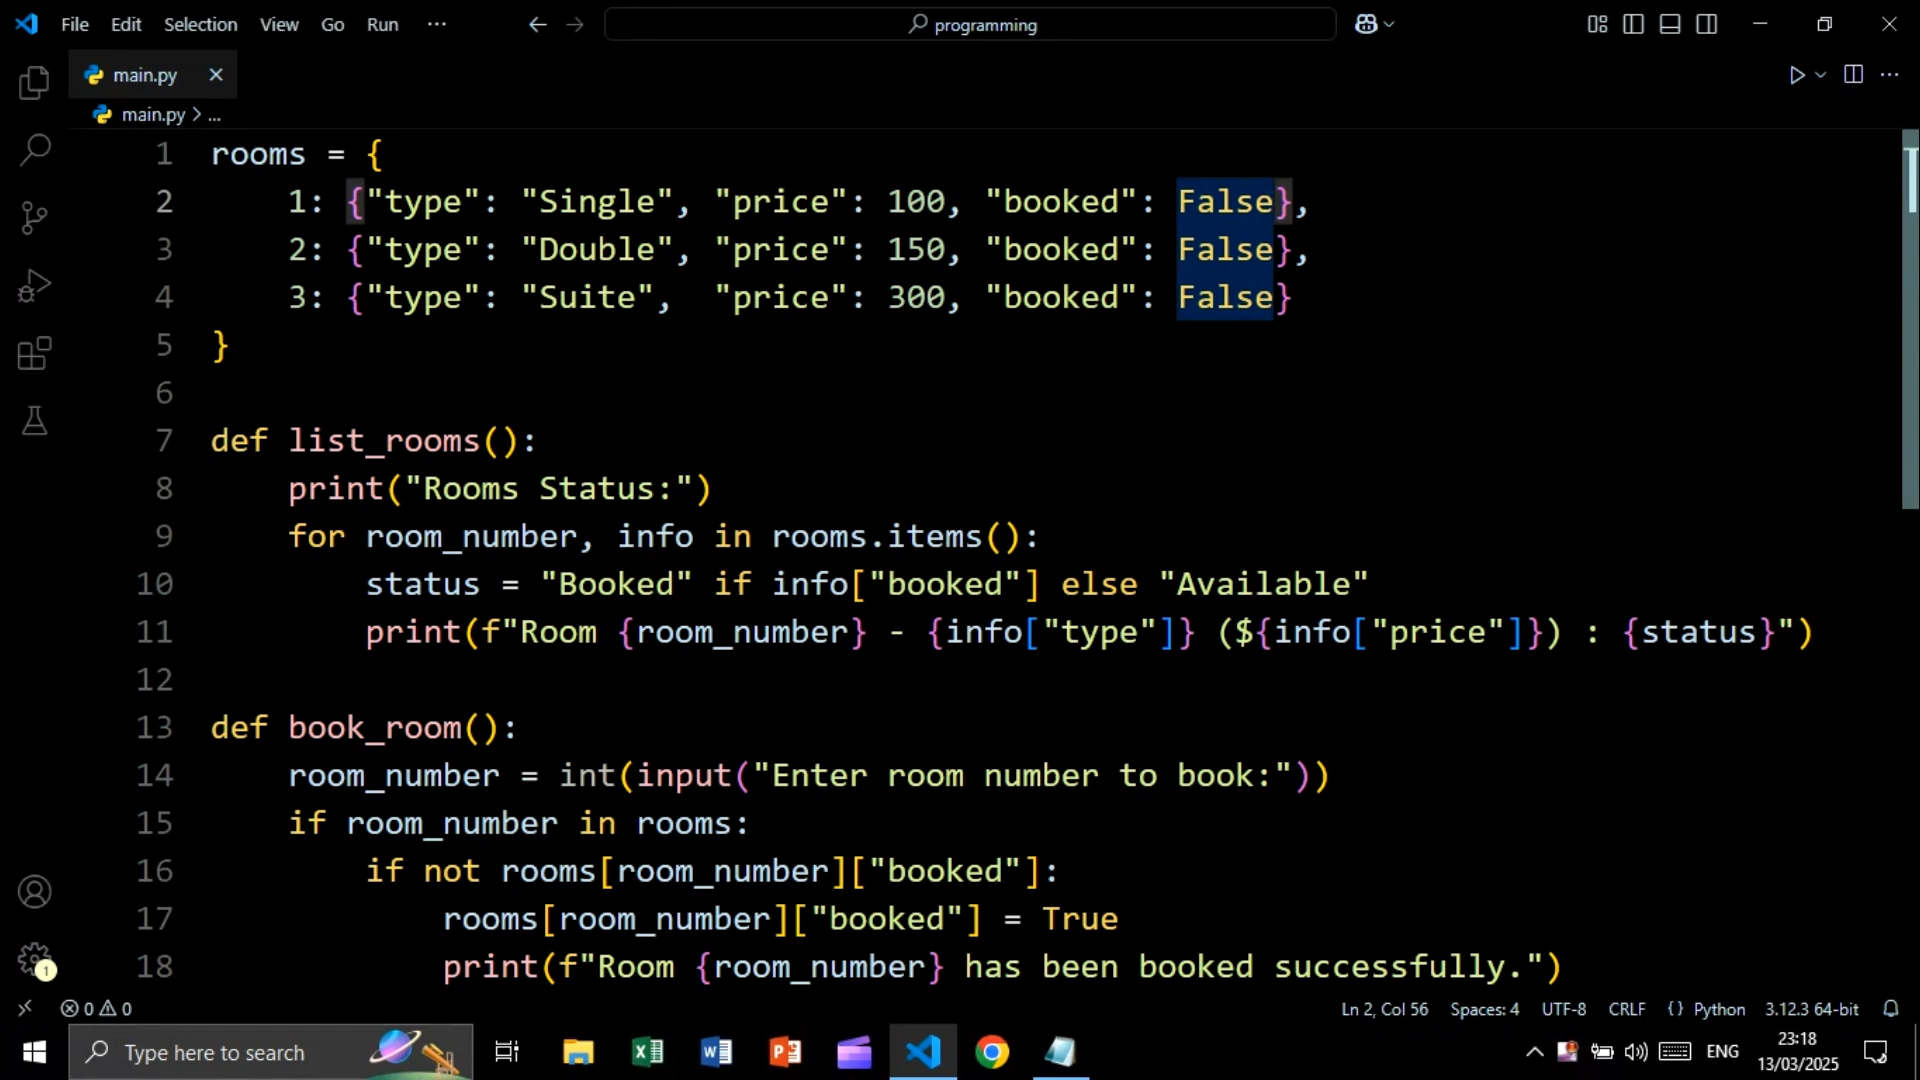 File Edit Selection View Go Run ··· programming
main.py
main.py > ...
1 rooms = {
2     1: {"type": "Single", "price": 100, "booked": False},
3     2: {"type": "Double", "price": 150, "booked": False},
4     3: {"type": "Suite",  "price": 300, "booked": False}
5 }
6
7 def list_rooms():
8     print("Rooms Status:")
9     for room_number, info in rooms.items():
10         status = "Booked" if info["booked"] else "Available"
11         print(f"Room {room_number} - {info["type"]} (${info["price"]}) : {status}")
12
13 def book_room():
14     room_number = int(input("Enter room number to book:"))
15     if room_number in rooms:
16         if not rooms[room_number]["booked"]:
17             rooms[room_number]["booked"] = True
18             print(f"Room {room_number} has been booked successfully.")
1
0 0 Ln 2, Col 56 Spaces: 4 UTF-8 CRLF {} Python 3.12.3 64-bit
Type here to search ENG 23:18
13/03/2025